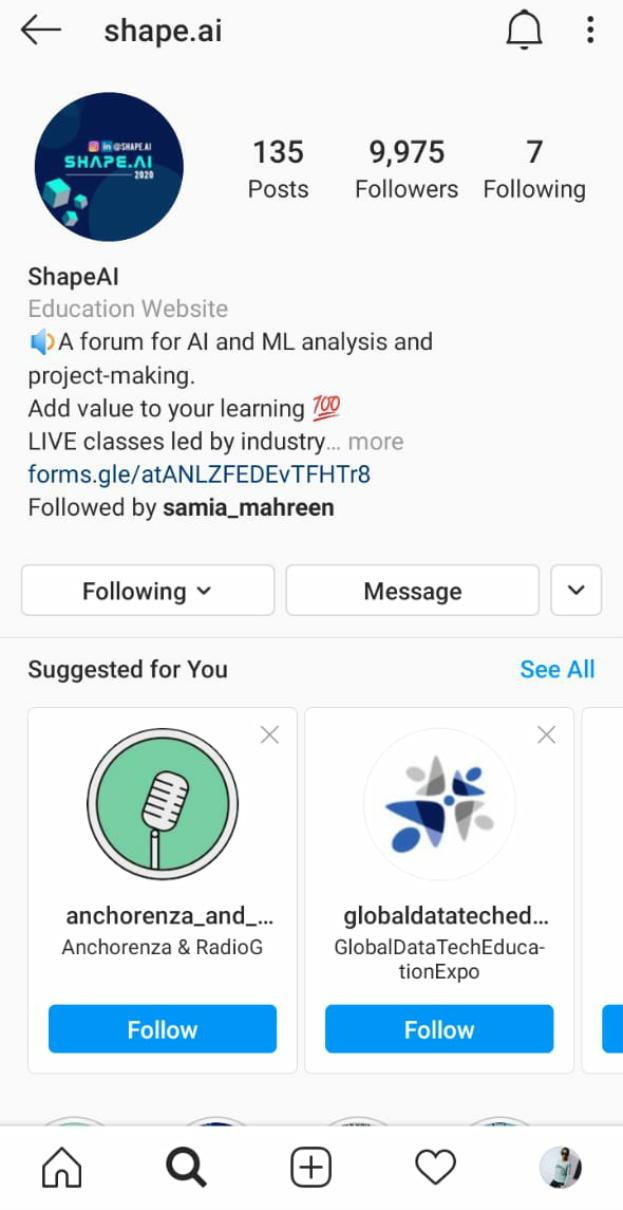 shape.ai
in @SHAPE.AI
SHAPE.AI
2020
135
Posts
9,975
Followers
7
Following
ShapeAI
Education Website
🔊A forum for AI and ML analysis and
project-making.
Add value to your learning 💯
LIVE classes led by industry... more
forms.gle/atANLZFEDEvTFHTr8
Followed by samia_mahreen
Following
Message
Suggested for You
See All
anchorenza_and_...
Anchorenza & RadioG
Follow
globaldatateched...
GlobalDataTechEduca-
tionExpo
Follow